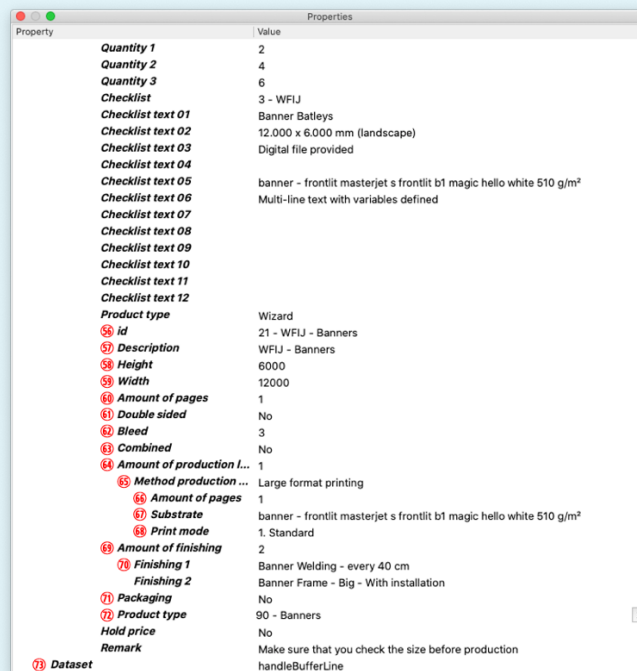 Properties
Property Value
Quantity 1 2
Quantity 2 4
Quantity 3 6
Checklist 3 - WFIJ
Checklist text 01 Banner Batleys
Checklist text 02 12.000 x 6.000 mm (landscape)
Checklist text 03 Digital file provided
Checklist text 04
Checklist text 05 banner - frontlit masterjet s frontlit b1 magic hello white 510 g/m²
Checklist text 06 Multi-line text with variables defined
Checklist text 07
Checklist text 08
Checklist text 09
Checklist text 10
Checklist text 11
Checklist text 12
Product type Wizard
56 id 21 - WFIJ - Banners
57 Description WFIJ - Banners
58 Height 6000
59 Width 12000
60 Amount of pages 1
61 Double sided No
62 Bleed 3
63 Combined No
64 Amount of production l... 1
65 Method production ... Large format printing
66 Amount of pages 1
67 Substrate banner - frontlit masterjet s frontlit b1 magic hello white 510 g/m²
68 Print mode 1. Standard
69 Amount of finishing 2
70 Finishing 1 Banner Welding - every 40 cm
Finishing 2 Banner Frame - Big - With installation
71 Packaging No
72 Product type 90 - Banners
Hold price No
Remark Make sure that you check the size before production
73 Dataset handleBufferLine